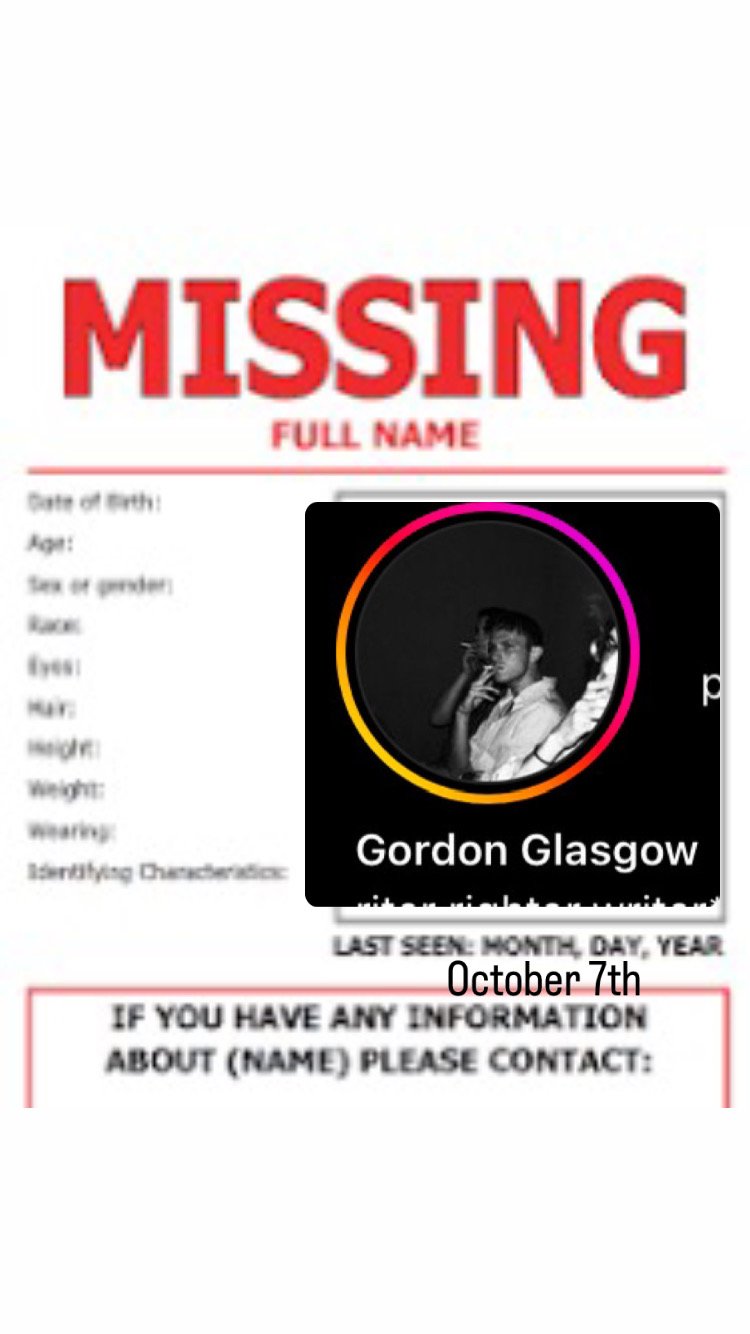 MISSING
FULL NAME
Date of Birth:
Age:
Sex or gender:
Race:
Eyes:
Hair:
Height:
Weight:
Wearing:
Identifying Characteristics:
p
Gordon Glasgow
LAST SEEN: MONTH, DAY, YEAR
October 7th
IF YOU HAVE ANY INFORMATION
ABOUT (NAME) PLEASE CONTACT: